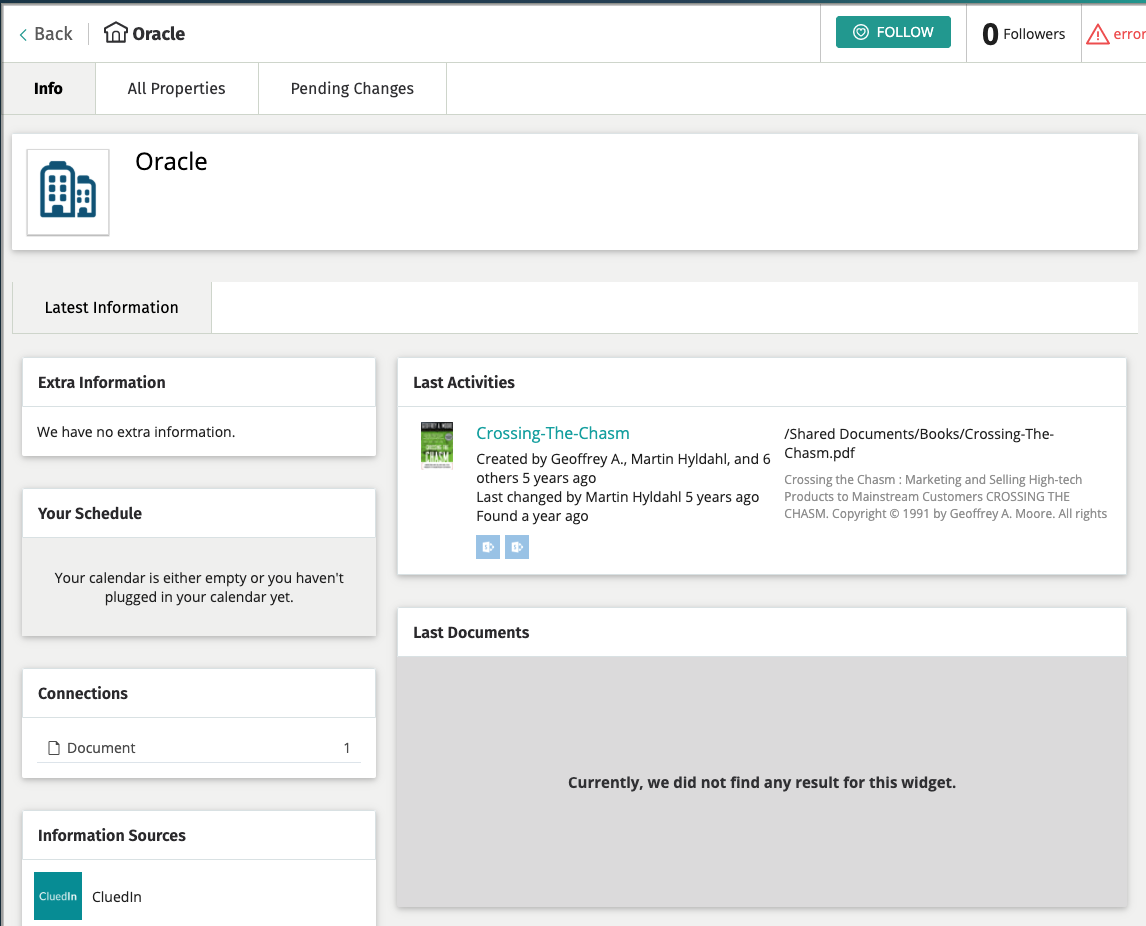 Back
Oracle
FOLLOW
0 Followers
error
Info
All Properties
Pending Changes
Oracle
Latest Information
Extra Information
We have no extra information.
Your Schedule
Your calendar is either empty or you haven't
plugged in your calendar yet.
Connections
Document 1
Information Sources
CluedIn
CluedIn
Last Activities
CHASM
Crossing-The-Chasm
Created by Geoffrey A., Martin Hyldahl, and 6
others 5 years ago
Last changed by Martin Hyldahl 5 years ago
Found a year ago
/Shared Documents/Books/Crossing-The-
Chasm.pdf
Crossing the Chasm : Marketing and Selling High-tech
Products to Mainstream Customers CROSSING THE
CHASM. Copyright © 1991 by Geoffrey A. Moore. All rights
Last Documents
Currently, we did not find any result for this widget.